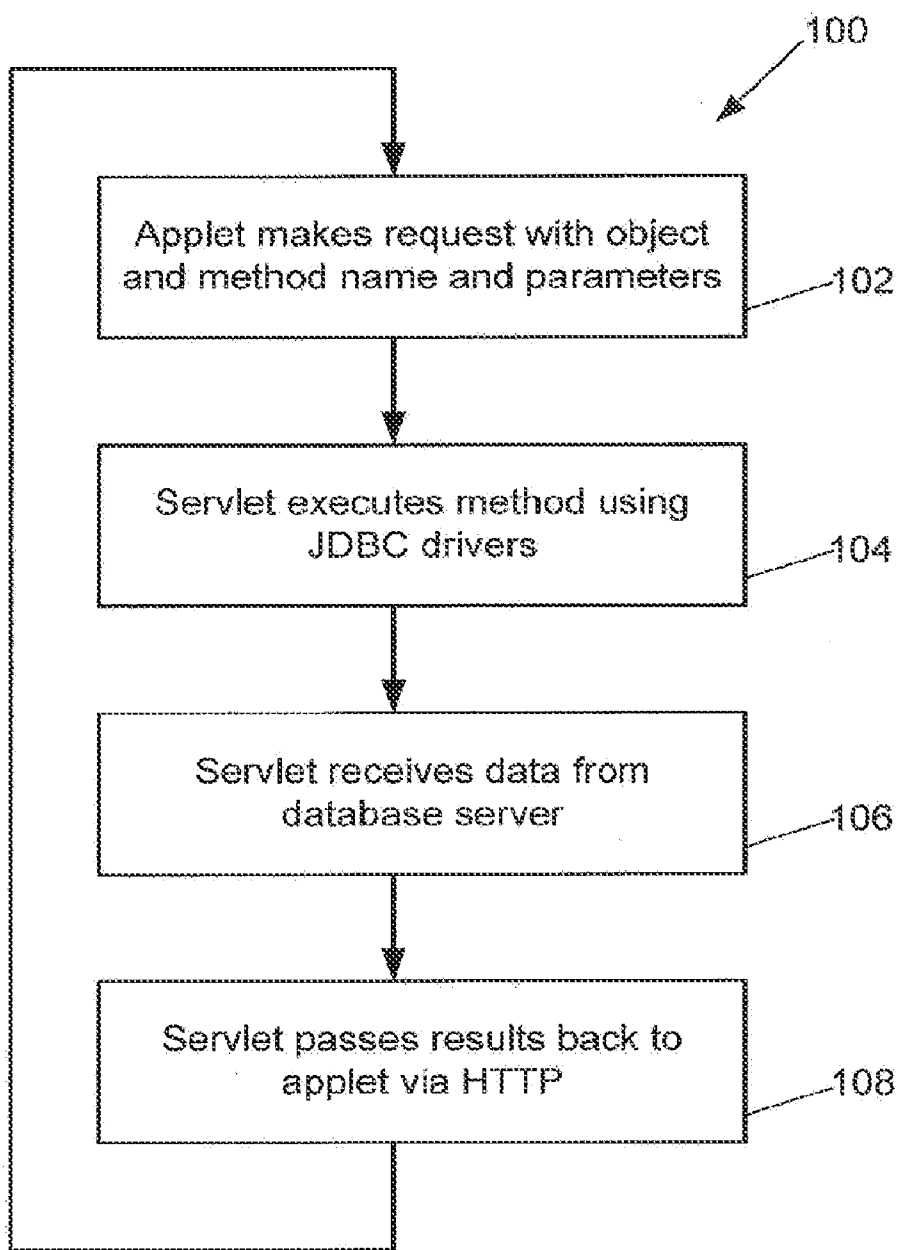 100
Applet makes request with object
and method name and parameters
102
Servlet executes method using
JDBC drivers
104
Servlet receives data from
database server
106
Servlet passes results back to
applet via HTTP
108